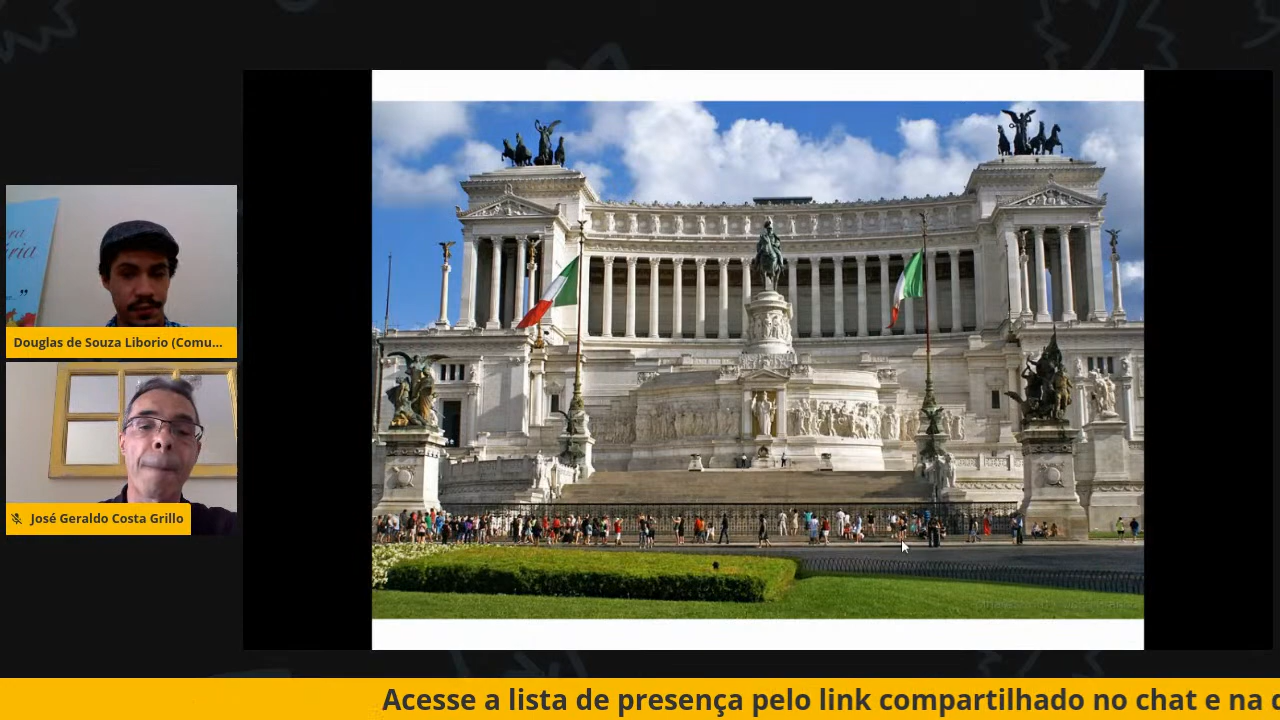 Douglas de Souza Liborio (Comu...
José Geraldo Costa Grillo
Acesse a lista de presença pelo link compartilhado no chat e na